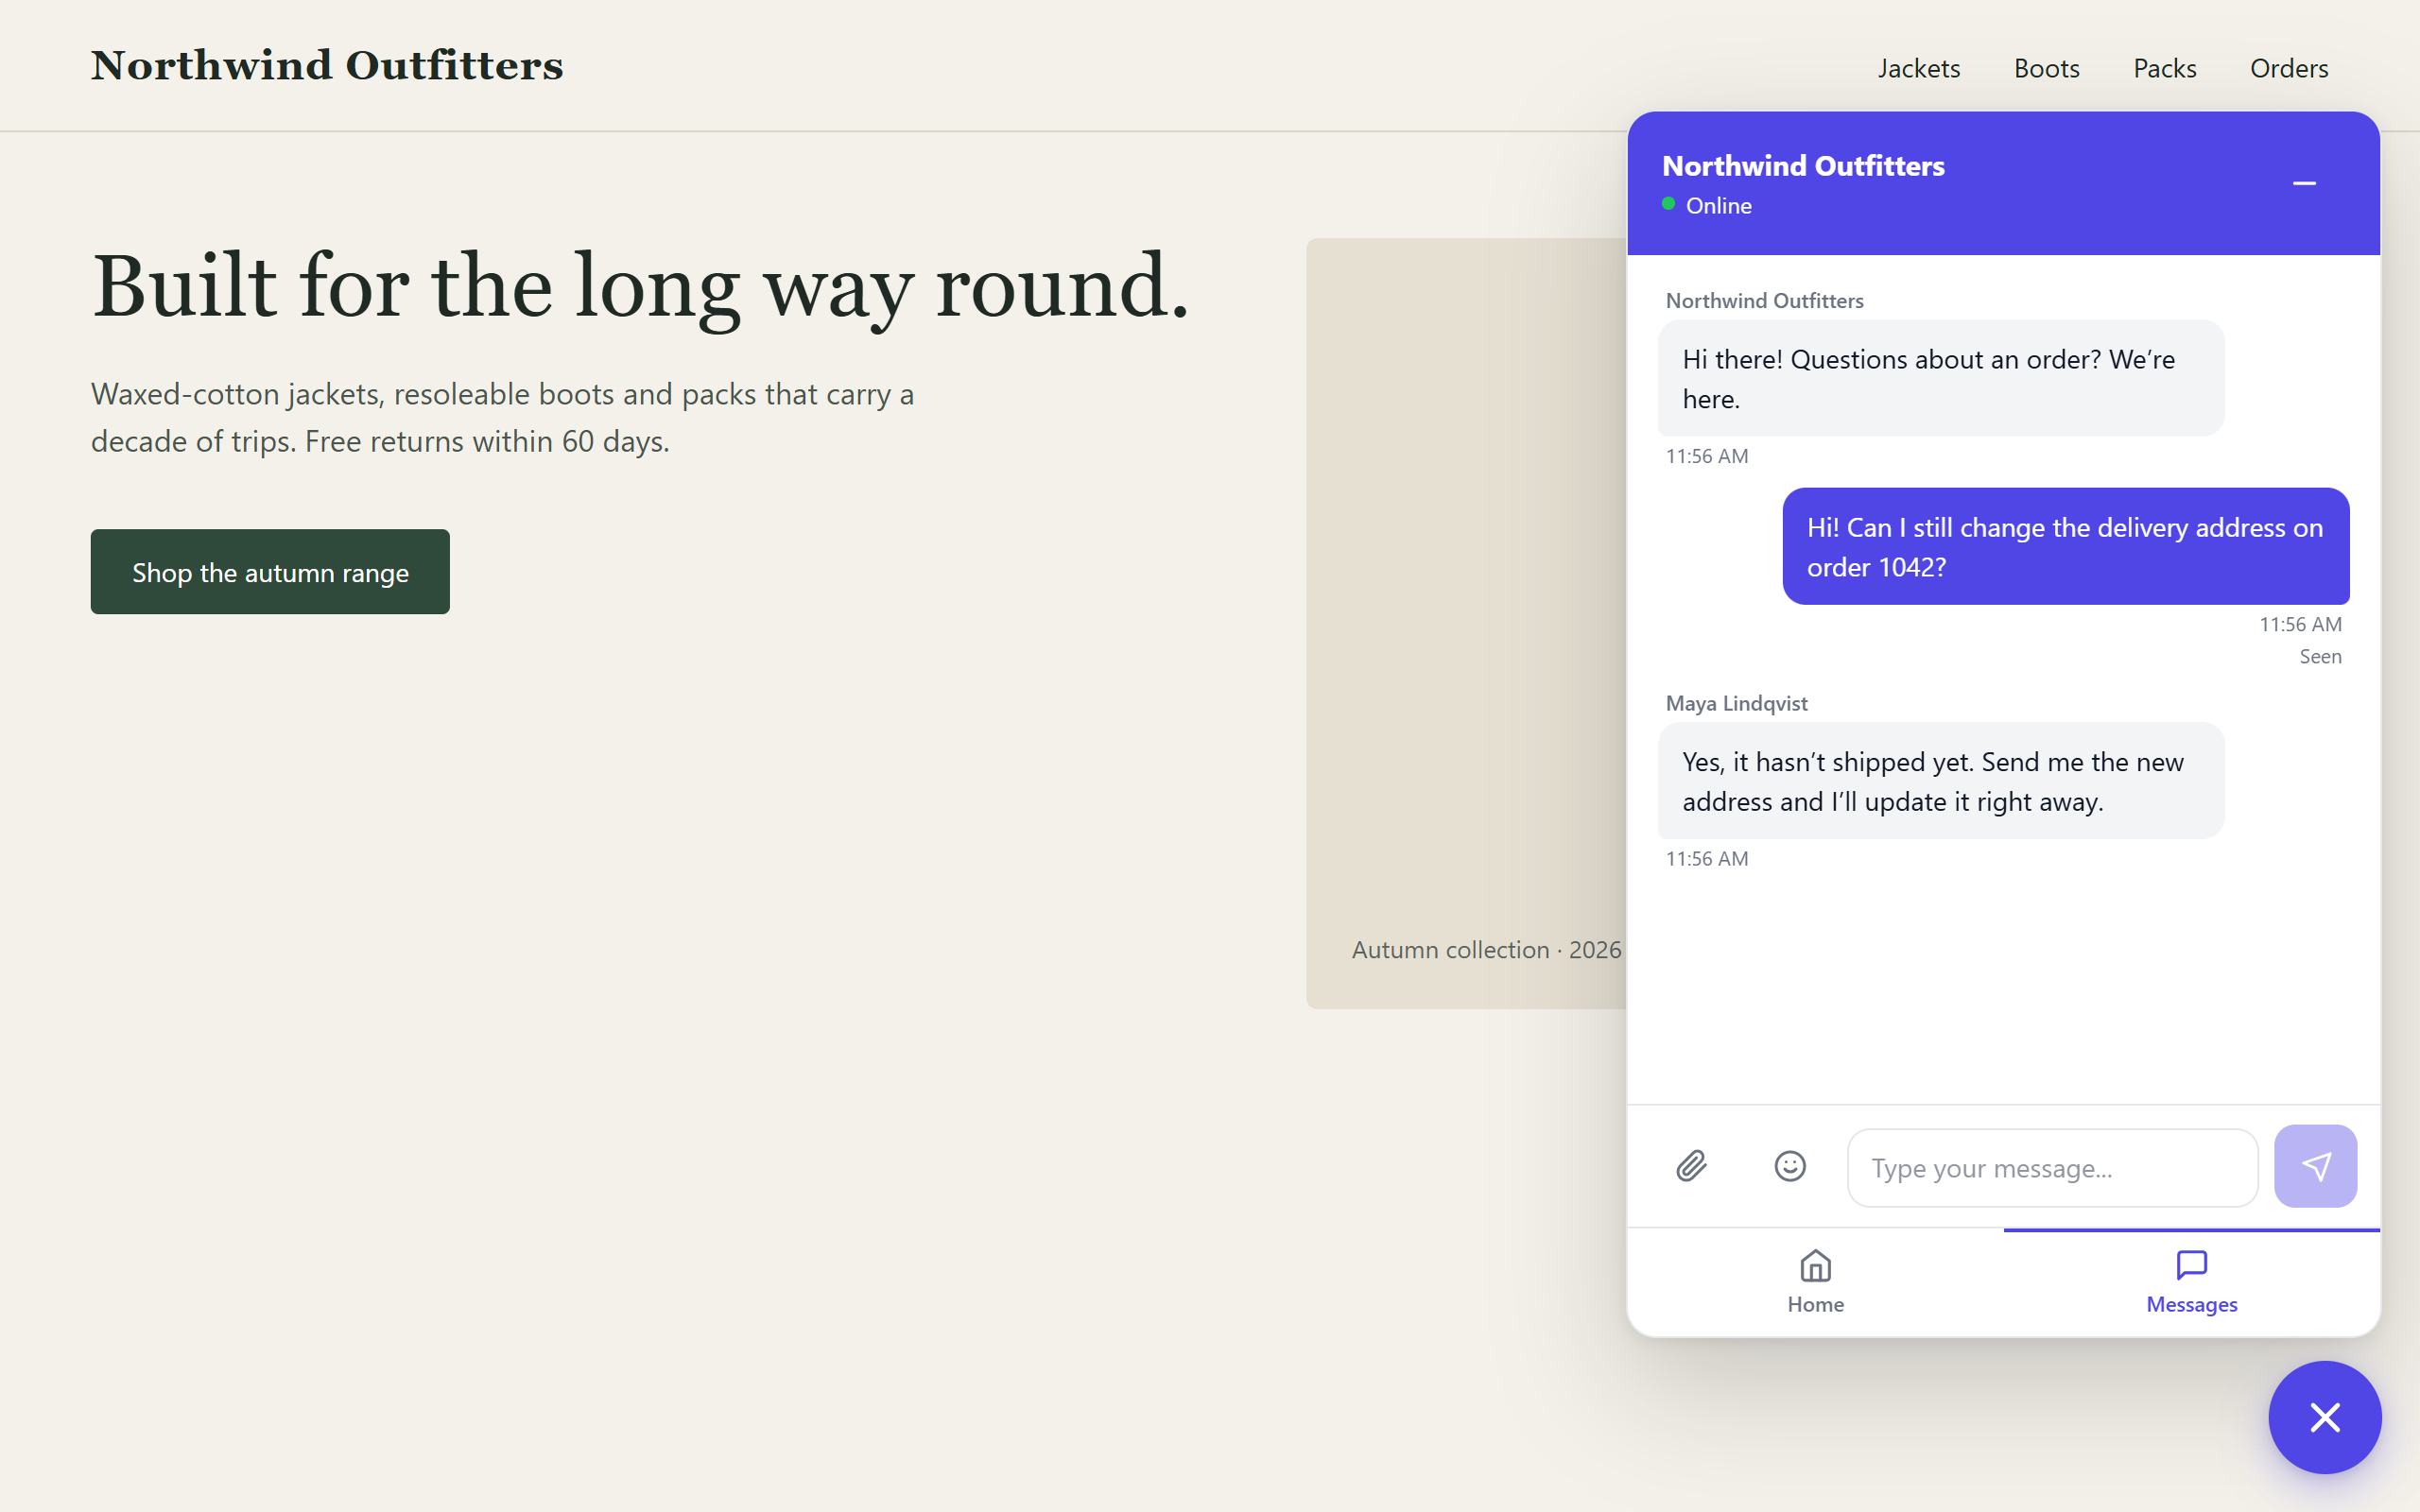 Northwind Outfitters
Jackets Boots Packs Orders
Built for the long way round.
Waxed-cotton jackets, resoleable boots and packs that carry a
decade of trips. Free returns within 60 days.
Shop the autumn range
Autumn collection · 2026
Northwind Outfitters
Online
Northwind Outfitters
Hi there! Questions about an order? We’re
here.
11:56 AM
Hi! Can I still change the delivery address on
order 1042?
11:56 AM
Seen
Maya Lindqvist
Yes, it hasn’t shipped yet. Send me the new
address and I’ll update it right away.
11:56 AM
Type your message...
Home
Messages